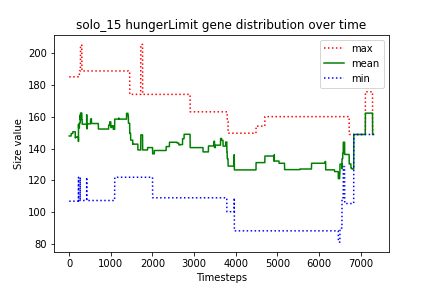 solo_15 hungerLimit gene distribution over time
max
mean
min
Size value
200
180
160
140
120
100
80
0 1000 2000 3000 4000 5000 6000 7000
Timesteps